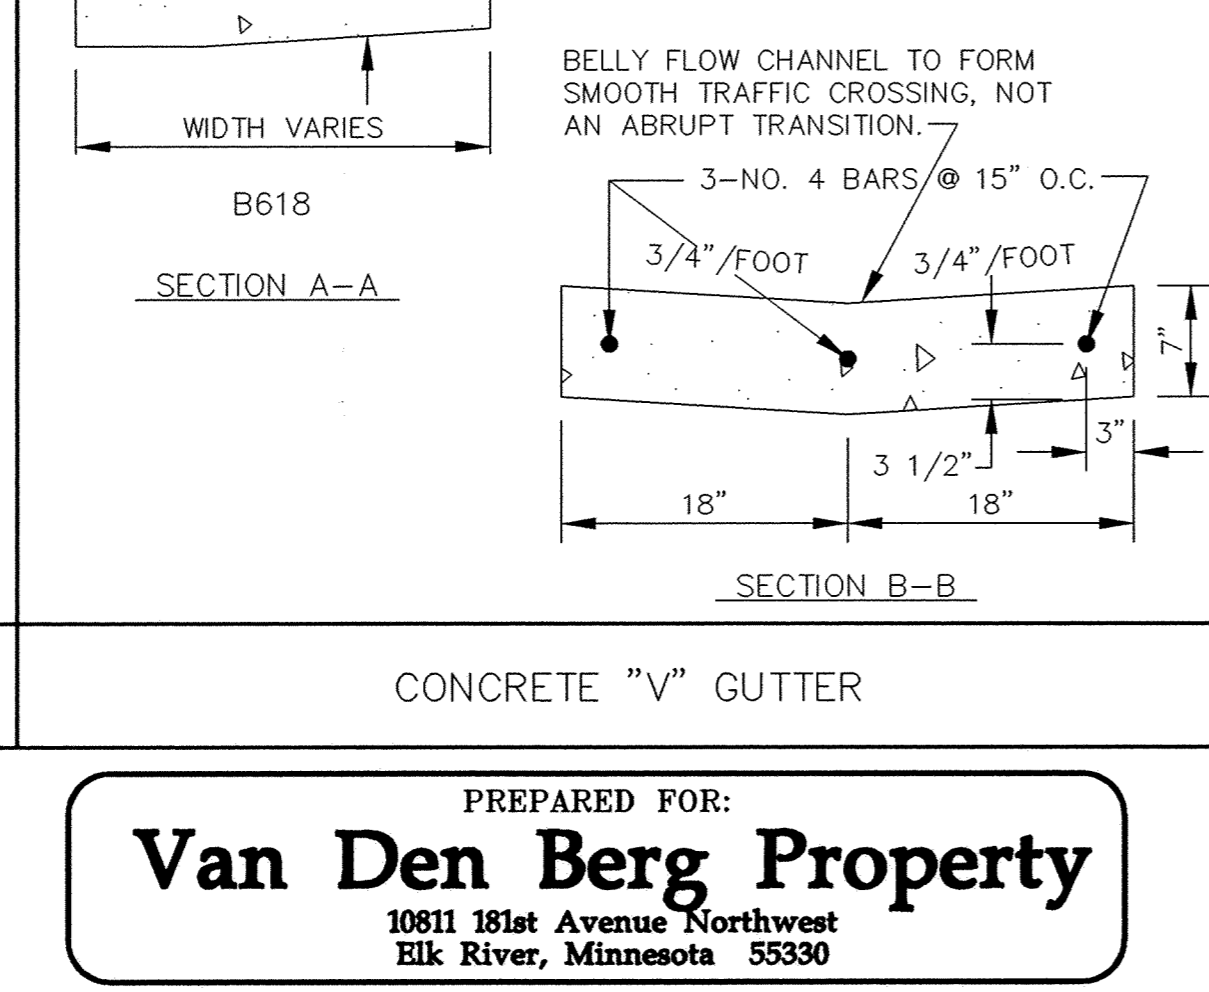 WIDTH VARIES
B618
SECTION A-A
BELLY FLOW CHANNEL TO FORM
SMOOTH TRAFFIC CROSSING, NOT
AN ABRUPT TRANSITION.
3-NO. 4 BARS @ 15" O.C.
3/4"/FOOT
3/4"/FOOT
7"
3"
3 1/2"
18"
18"
SECTION B-B
CONCRETE "V" GUTTER
PREPARED FOR:
Van Den Berg Property
10811 181st Avenue Northwest
Elk River, Minnesota 55330